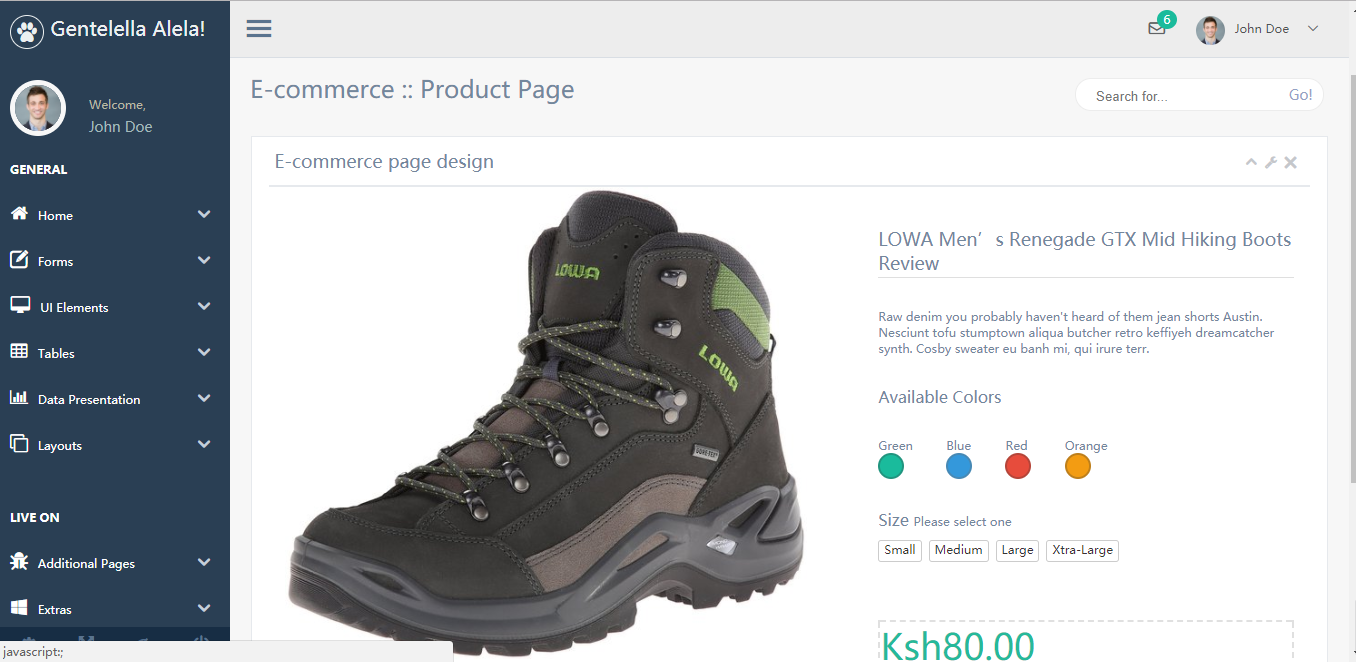 Gentelella Alela!
6
John Doe
Welcome,
John Doe
E-commerce :: Product Page
Search for...
Go!
GENERAL
Home
Forms
UI Elements
Tables
Data Presentation
Layouts
LIVE ON
Additional Pages
Extras
javascript:;
E-commerce page design
LOWA
LOWA
GORE-TEX
LOWA Men’s Renegade GTX Mid Hiking Boots
Review
Raw denim you probably haven't heard of them jean shorts Austin.
Nesciunt tofu stumptown aliqua butcher retro keffiyeh dreamcatcher
synth. Cosby sweater eu banh mi, qui irure terr.
Available Colors
Green Blue Red Orange
Size Please select one
Small Medium Large Xtra-Large
Ksh80.00